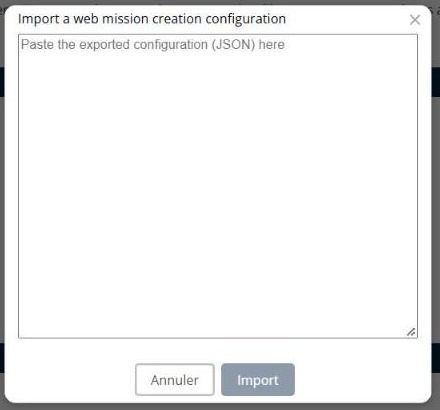 Import a web mission creation configuration
Paste the exported configuration (JSON) here
Annuler
Import